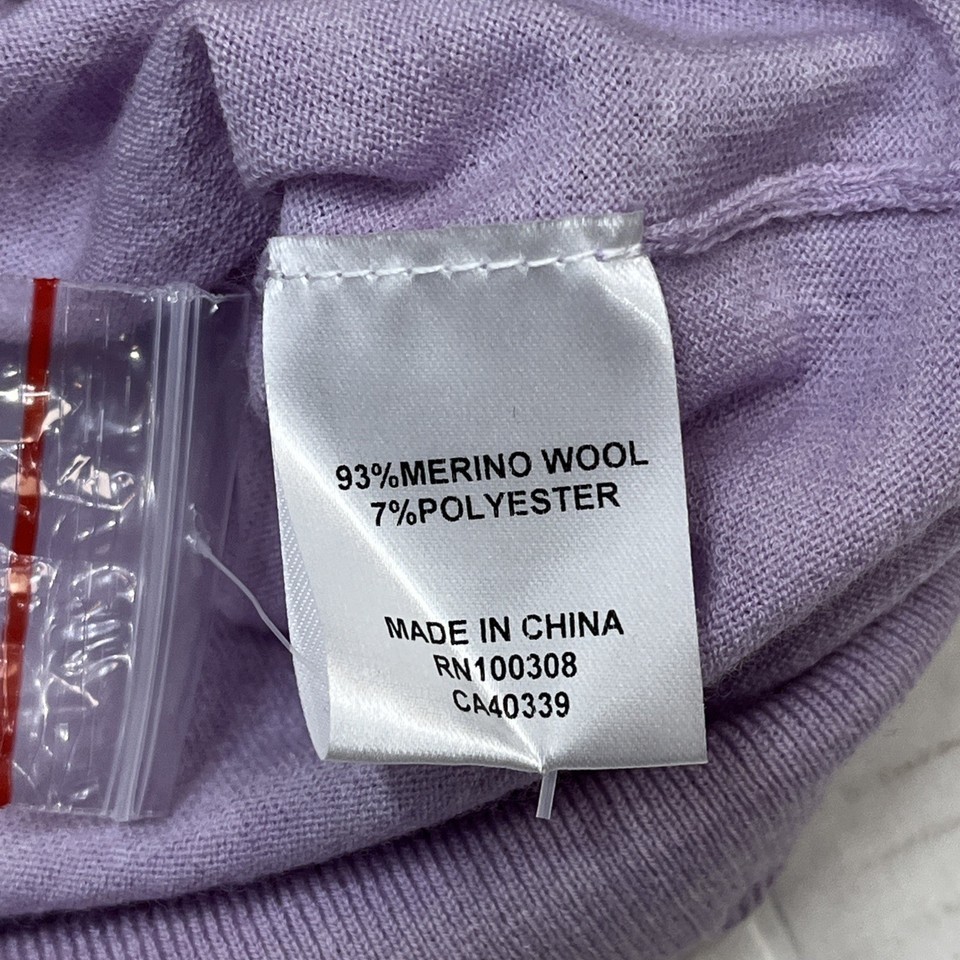 93%MERINO WOOL
7%POLYESTER
MADE IN CHINA
RN100308
CA40339